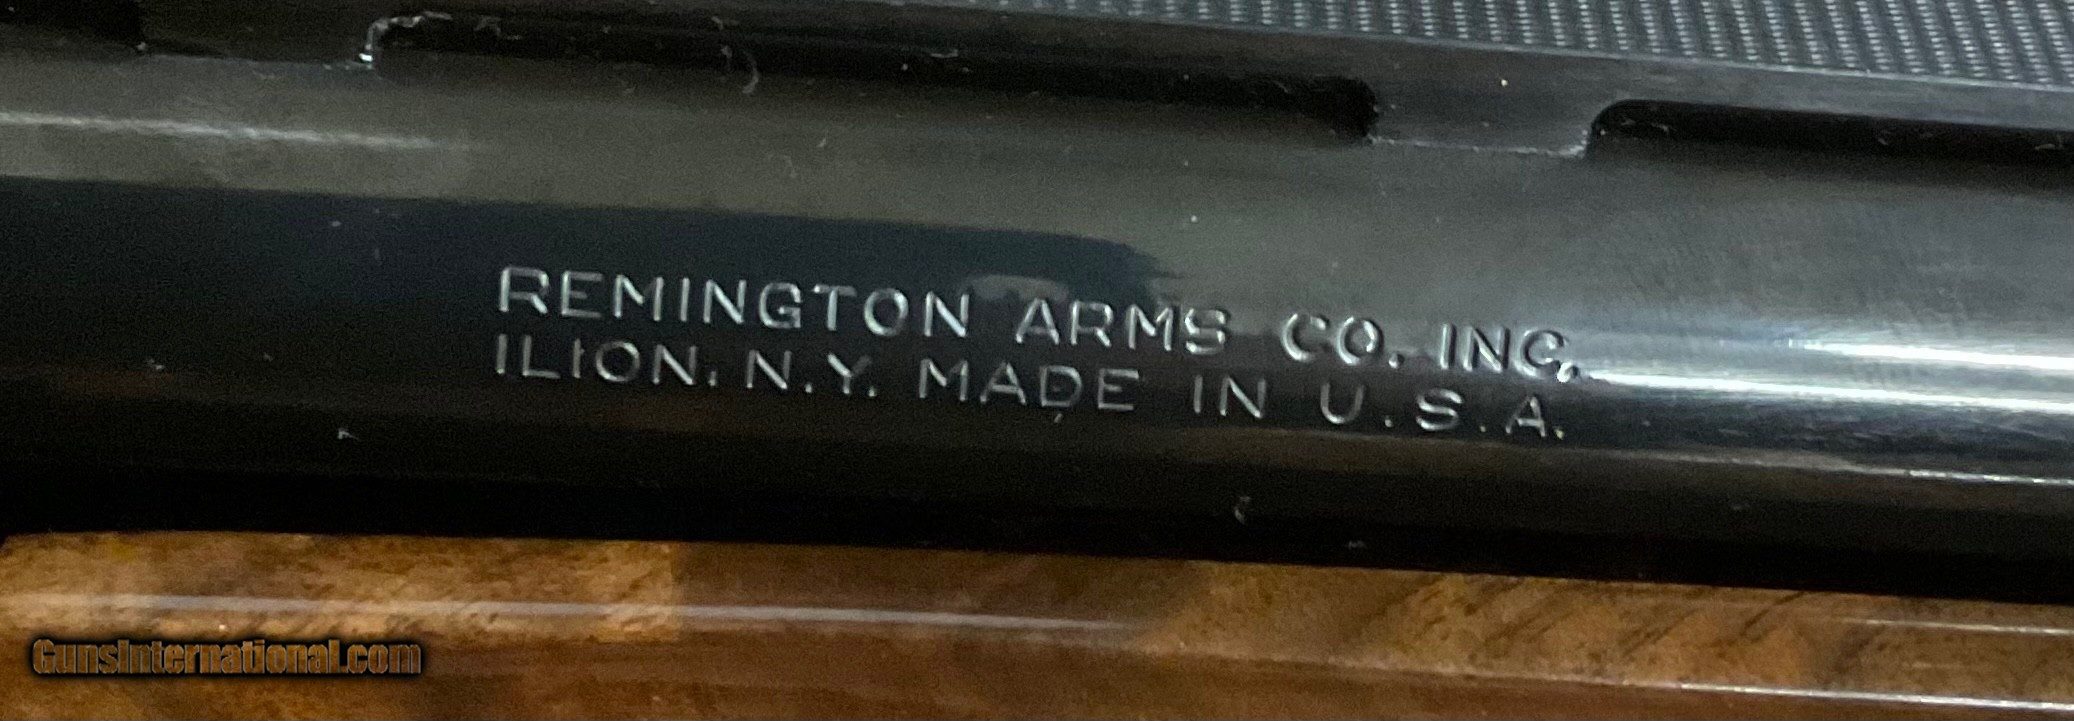 REMINGTON ARMS CO. INC.
ILION, N.Y. MADE IN U.S.A.
GunsInternational.com